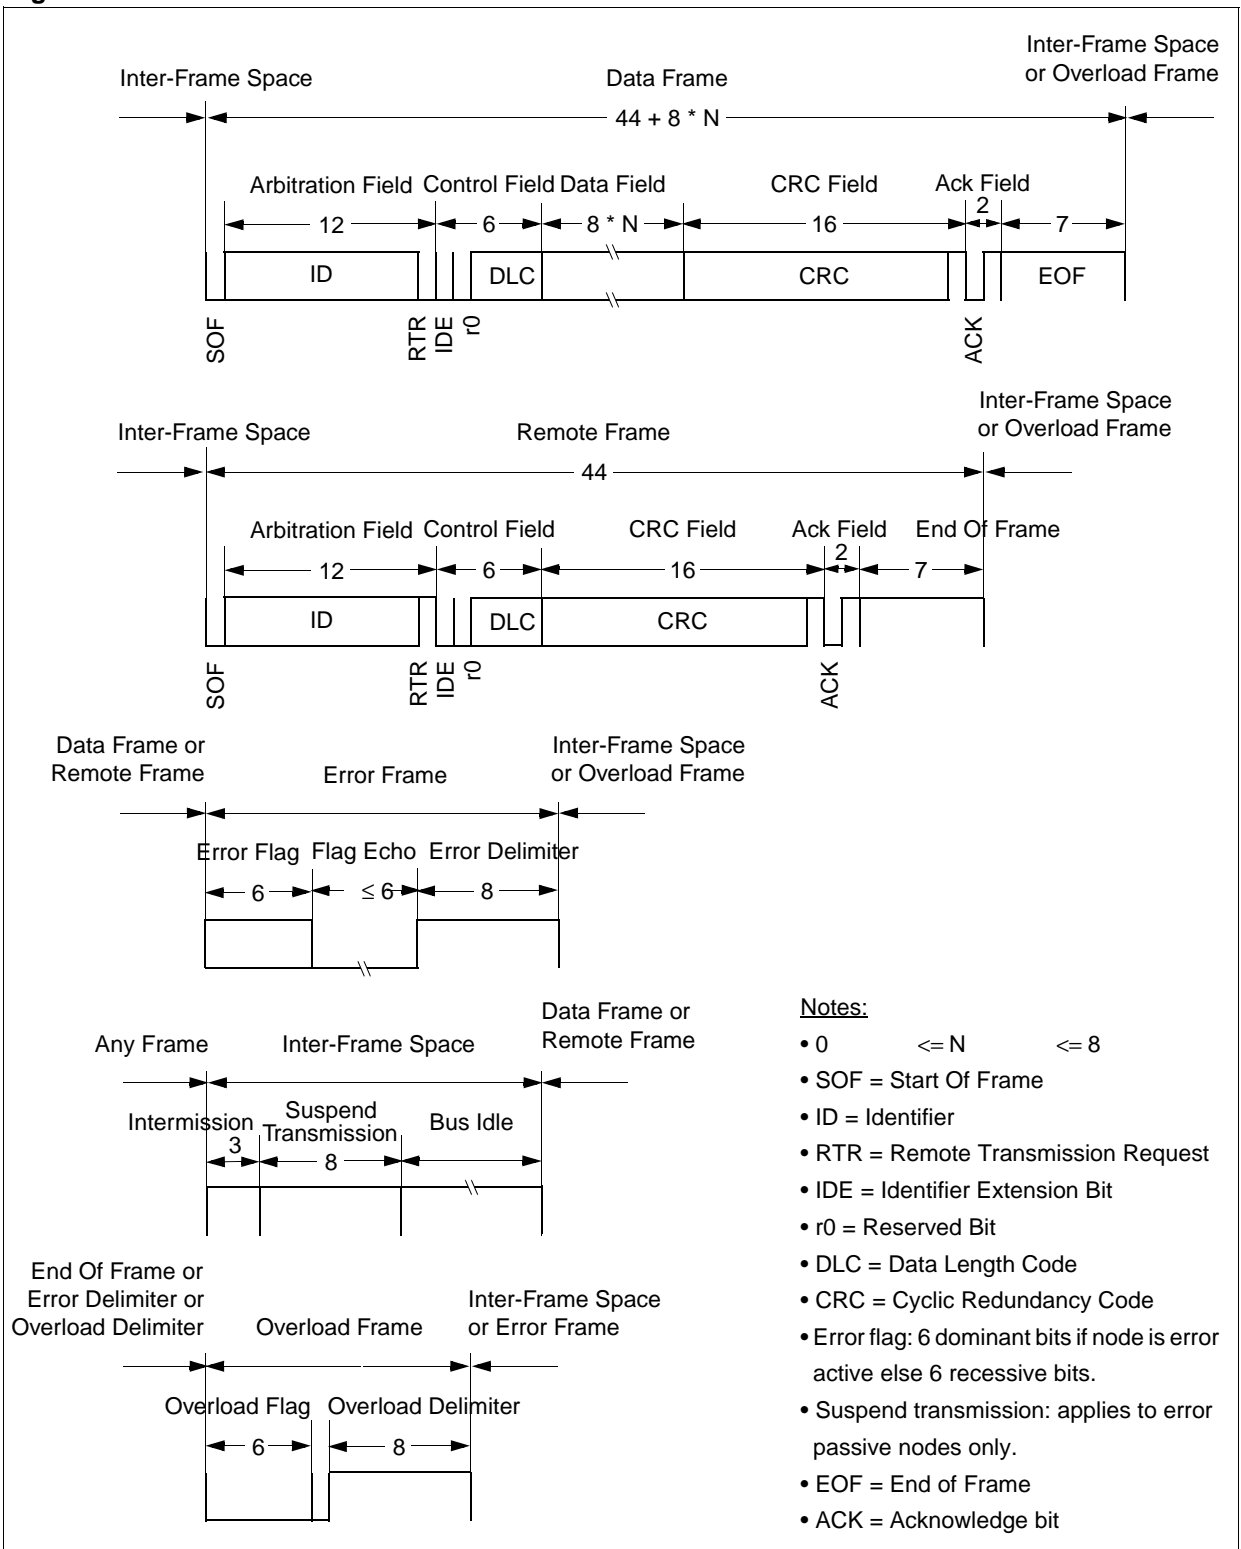 Inter-Frame Space
or Overload Frame
Inter-Frame Space
Data Frame
44 + 8 * N
Arbitration Field Control Field Data Field CRC Field Ack Field
12 6 8 * N 16 2 7
ID DLC CRC EOF
SOF RTR IDE r0 ACK
Inter-Frame Space
or Overload Frame
Inter-Frame Space Remote Frame
44
Arbitration Field Control Field CRC Field Ack Field End Of Frame
12 6 16 2 7
ID DLC CRC
SOF RTR IDE r0 ACK
Data Frame or
Remote Frame
Error Frame
Inter-Frame Space
or Overload Frame
Error Flag Flag Echo Error Delimiter
6 ≤ 6 8
Any Frame
Inter-Frame Space
Data Frame or
Remote Frame
Intermission
Suspend
Transmission
Bus Idle
3 8
End Of Frame or
Error Delimiter or
Overload Delimiter
Overload Frame
Inter-Frame Space
or Error Frame
Overload Flag Overload Delimiter
6 8
Notes:
• 0 <= N <= 8
• SOF = Start Of Frame
• ID = Identifier
• RTR = Remote Transmission Request
• IDE = Identifier Extension Bit
• r0 = Reserved Bit
• DLC = Data Length Code
• CRC = Cyclic Redundancy Code
• Error flag: 6 dominant bits if node is error
active else 6 recessive bits.
• Suspend transmission: applies to error
passive nodes only.
• EOF = End of Frame
• ACK = Acknowledge bit